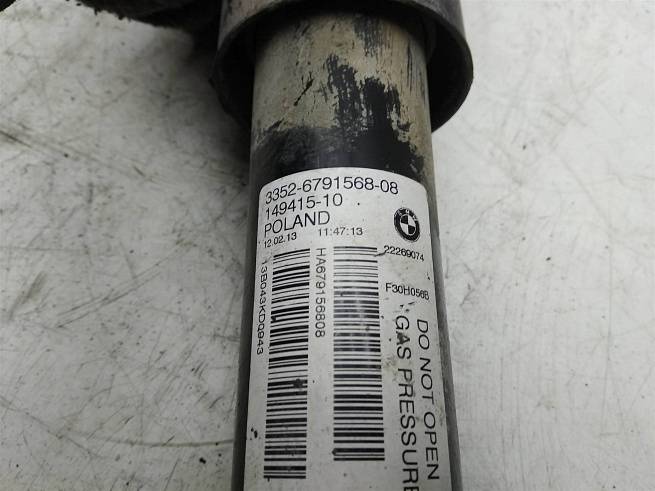 3352-6791568-08
149415-10
POLAND
12.02.13 11:47:13
22269074
F30H056B
13B043KD0943
HA679156808
DO NOT OPEN
GAS PRESSURE